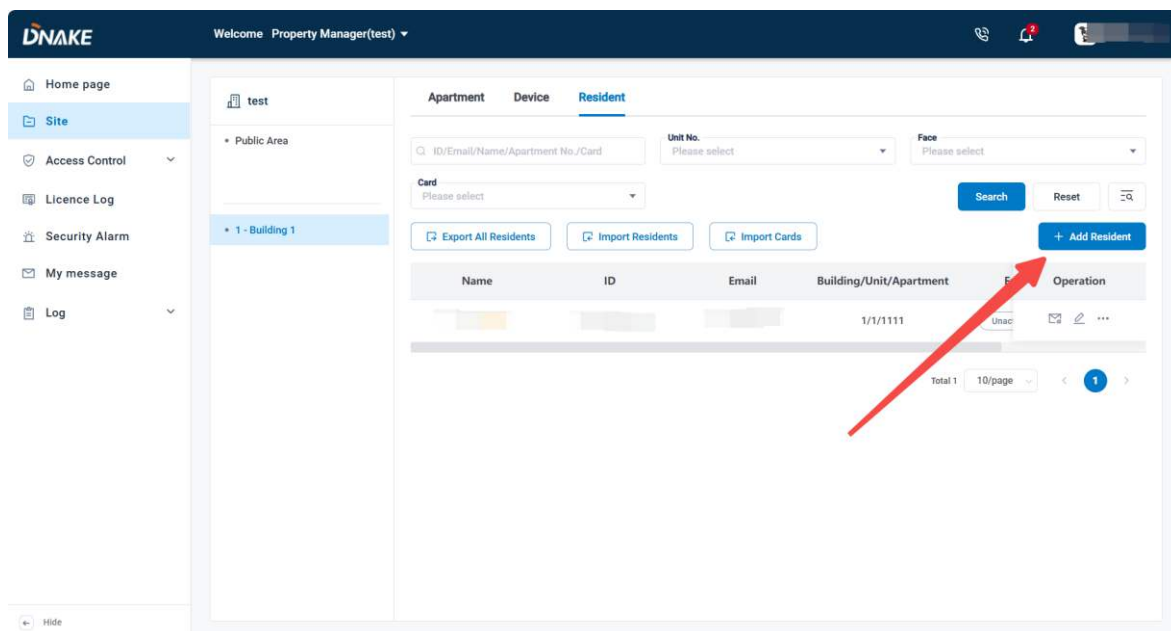 DNAKE
Welcome Property Manager(test)
2
Home page
Site
Access Control
Licence Log
Security Alarm
My message
Log
Hide
test
Public Area
1 - Building 1
Apartment Device Resident
ID/Email/Name/Apartment No./Card
Unit No.
Please select
Face
Please select
Card
Please select
Search Reset
Export All Residents Import Residents Import Cards + Add Resident
Name ID Email Building/Unit/Apartment Operation
1/1/1111 Unac
Total 1 10/page 1